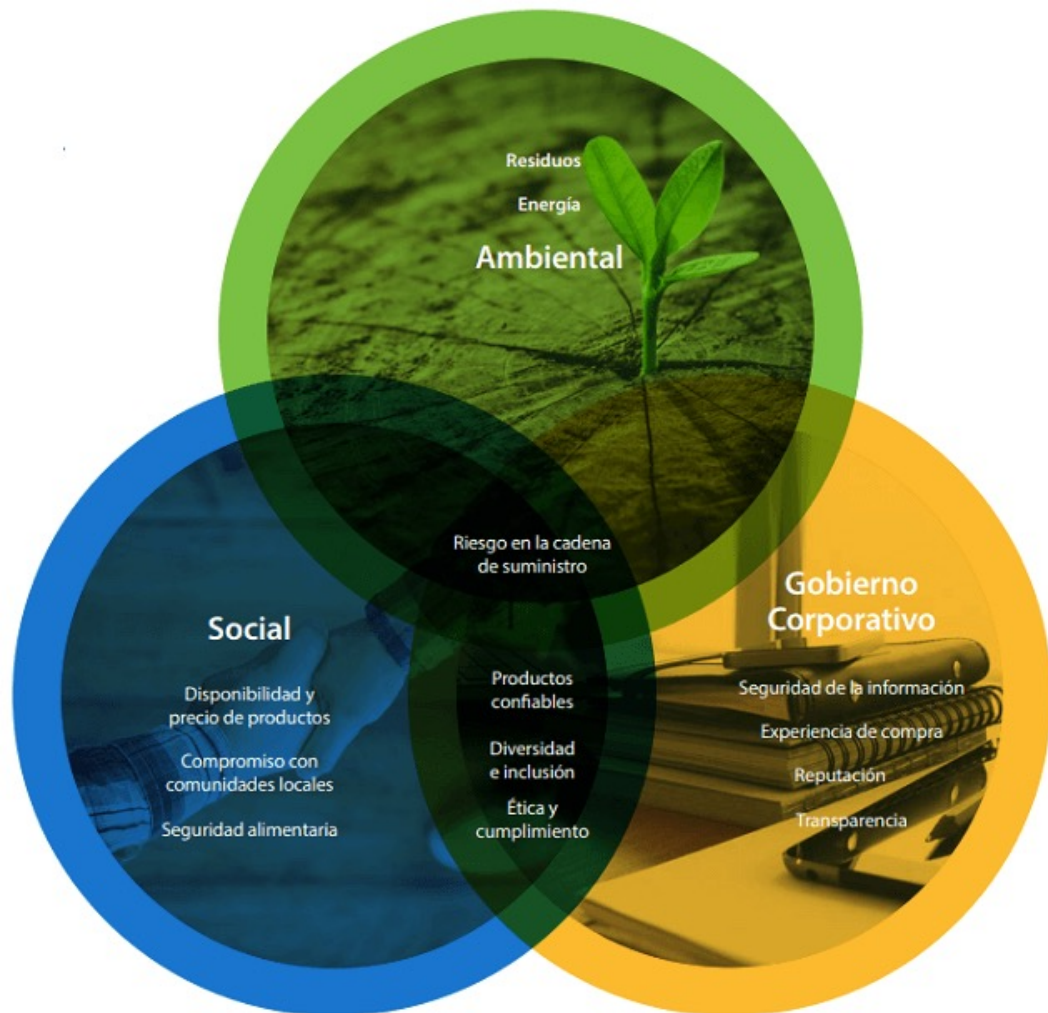 Residuos
Energía
Ambiental
Riesgo en la cadena
de suministro
Social
Disponibilidad y
precio de productos
Compromiso con
comunidades locales
Seguridad alimentaria
Productos
confiables
Diversidad
e inclusión
Ética y
cumplimiento
Gobierno
Corporativo
Seguridad de la información
Experiencia de compra
Reputación
Transparencia